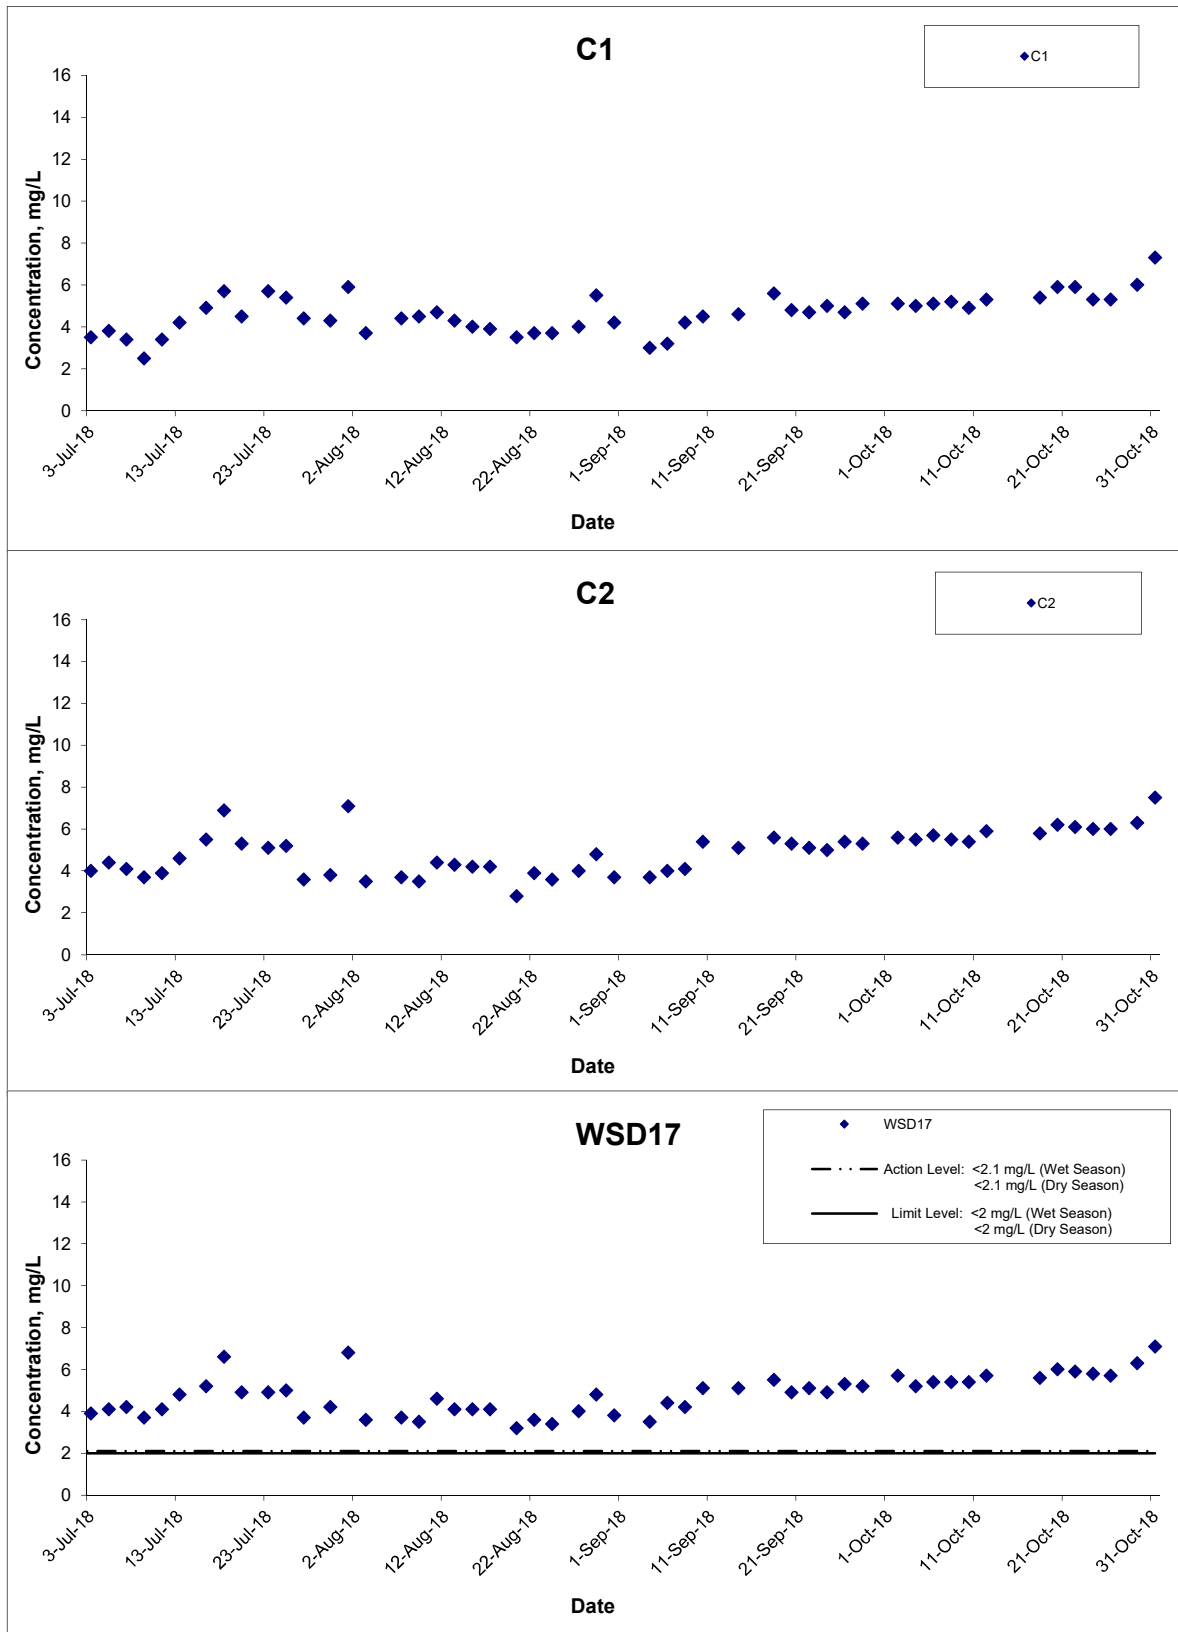 C1
C1
16
14
12
10
8
6
4
2
0
Concentration, mg/L
3-Jul-18
13-Jul-18
23-Jul-18
2-Aug-18
12-Aug-18
22-Aug-18
1-Sep-18
11-Sep-18
21-Sep-18
1-Oct-18
11-Oct-18
21-Oct-18
31-Oct-18
Date
C2
C2
16
14
12
10
8
6
4
2
0
Concentration, mg/L
3-Jul-18
13-Jul-18
23-Jul-18
2-Aug-18
12-Aug-18
22-Aug-18
1-Sep-18
11-Sep-18
21-Sep-18
1-Oct-18
11-Oct-18
21-Oct-18
31-Oct-18
Date
WSD17
WSD17
Action Level: <2.1 mg/L (Wet Season)
<2.1 mg/L (Dry Season)
Limit Level: <2 mg/L (Wet Season)
<2 mg/L (Dry Season)
16
14
12
10
8
6
4
2
0
Concentration, mg/L
3-Jul-18
13-Jul-18
23-Jul-18
2-Aug-18
12-Aug-18
22-Aug-18
1-Sep-18
11-Sep-18
21-Sep-18
1-Oct-18
11-Oct-18
21-Oct-18
31-Oct-18
Date